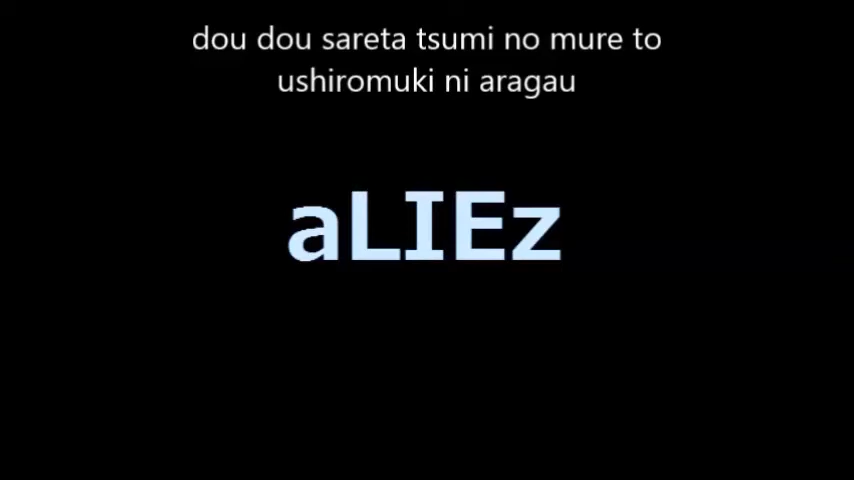 dou dou sareta tsumi no mure to
ushiromuki ni aragau
aLIEz